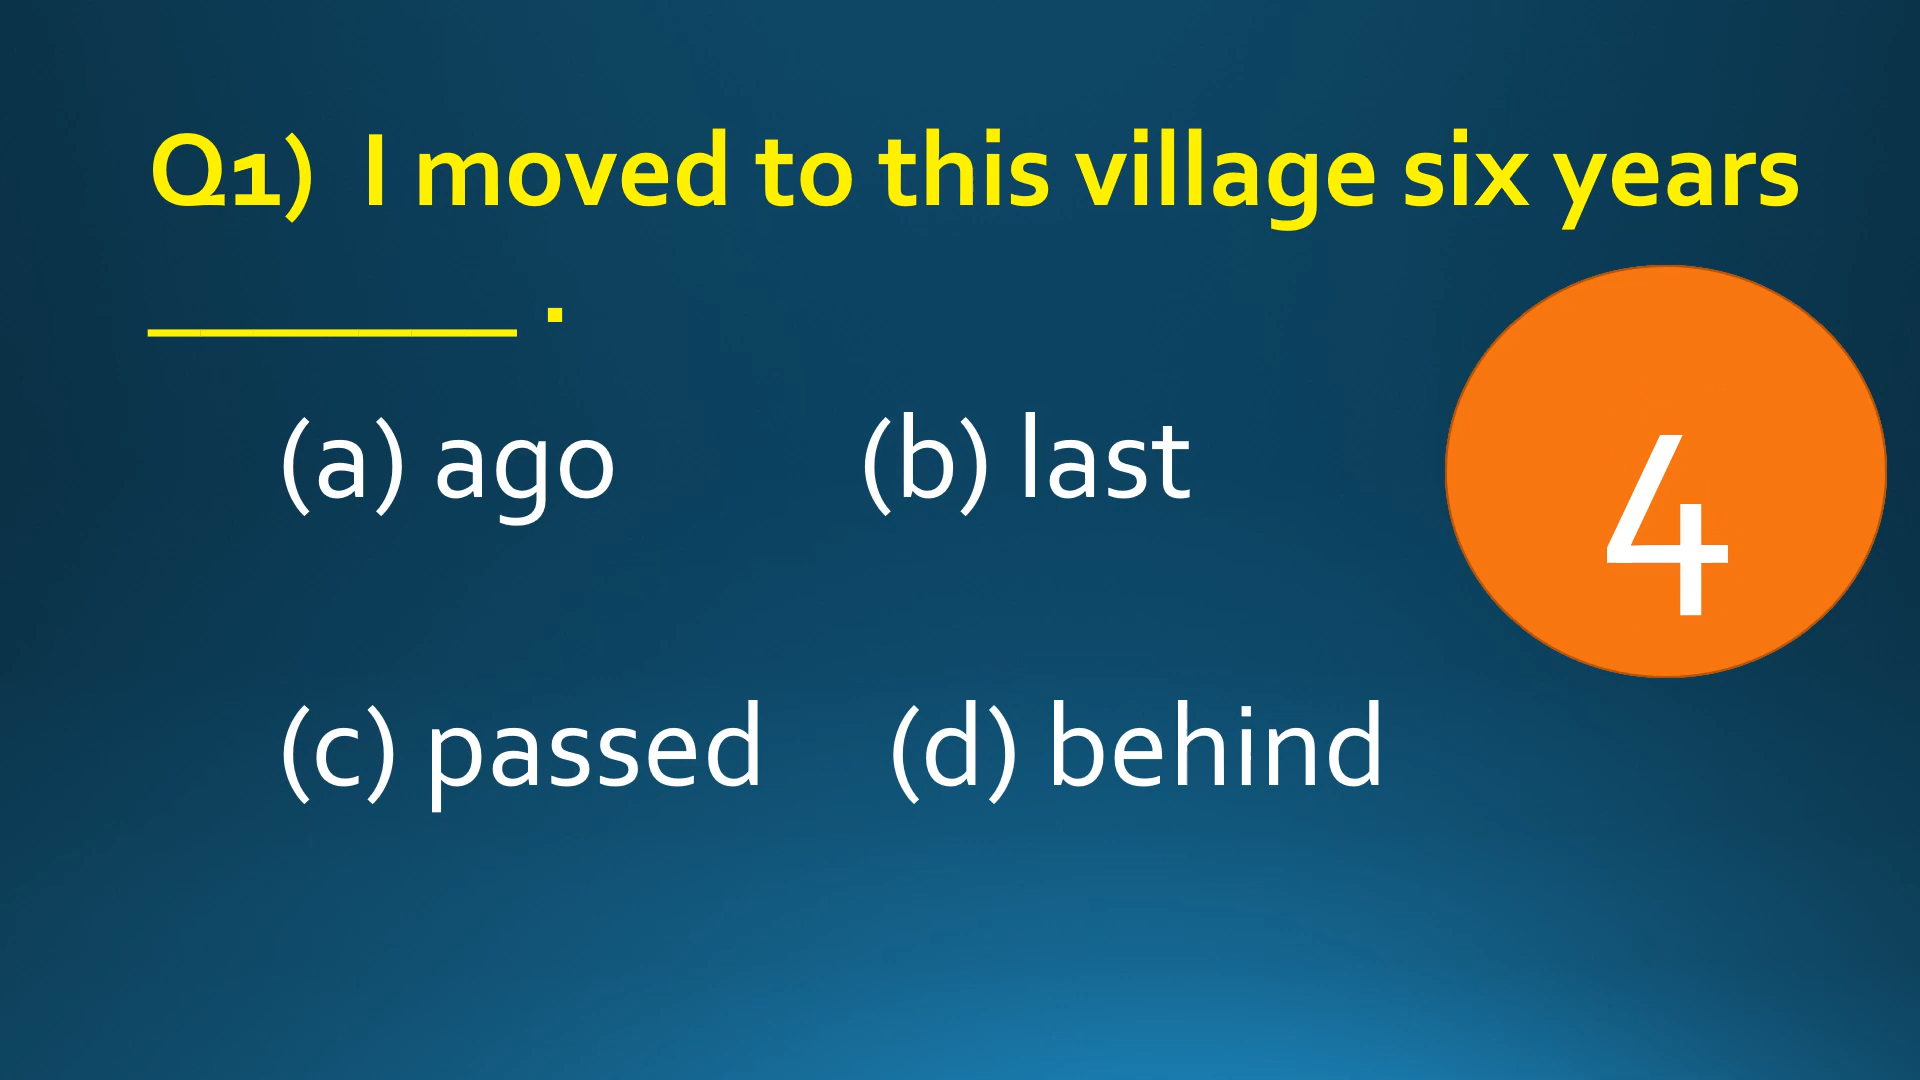 Q1) I moved to this village six years
_______ .
(a) ago (b) last
4
(c) passed (d) behind